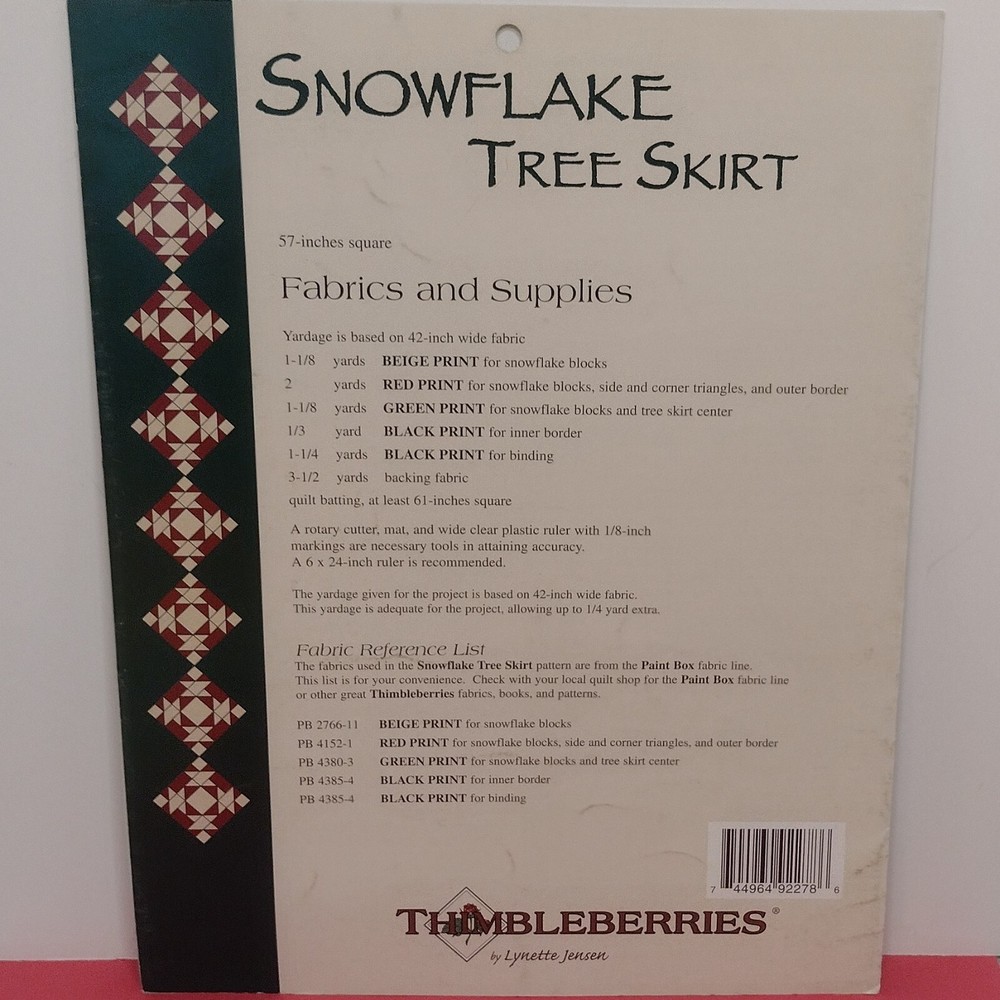 SNOWFLAKE
TREE SKIRT
57-inches square
Fabrics and Supplies
Yardage is based on 42-inch wide fabric
1-1/8 yards BEIGE PRINT for snowflake blocks
2 yards RED PRINT for snowflake blocks, side and corner triangles, and outer border
1-1/8 yards GREEN PRINT for snowflake blocks and tree skirt center
1/3 yard BLACK PRINT for inner border
1-1/4 yards BLACK PRINT for binding
3-1/2 yards backing fabric
quilt batting, at least 61-inches square
A rotary cutter, mat, and wide clear plastic ruler with 1/8-inch
markings are necessary tools in attaining accuracy.
A 6 x 24-inch ruler is recommended.
The yardage given for the project is based on 42-inch wide fabric.
This yardage is adequate for the project, allowing up to 1/4 yard extra.
Fabric Reference List
The fabrics used in the Snowflake Tree Skirt pattern are from the Paint Box fabric line.
This list is for your convenience. Check with your local quilt shop for the Paint Box fabric line
or other great Thimbleberries fabrics, books, and patterns.
PB 2766-11 BEIGE PRINT for snowflake blocks
PB 4152-1 RED PRINT for snowflake blocks, side and corner triangles, and outer border
PB 4380-3 GREEN PRINT for snowflake blocks and tree skirt center
PB 4385-4 BLACK PRINT for inner border
PB 4385-4 BLACK PRINT for binding
7 44964 92278 6
THIMBLEBERRIES®
by Lynette Jensen